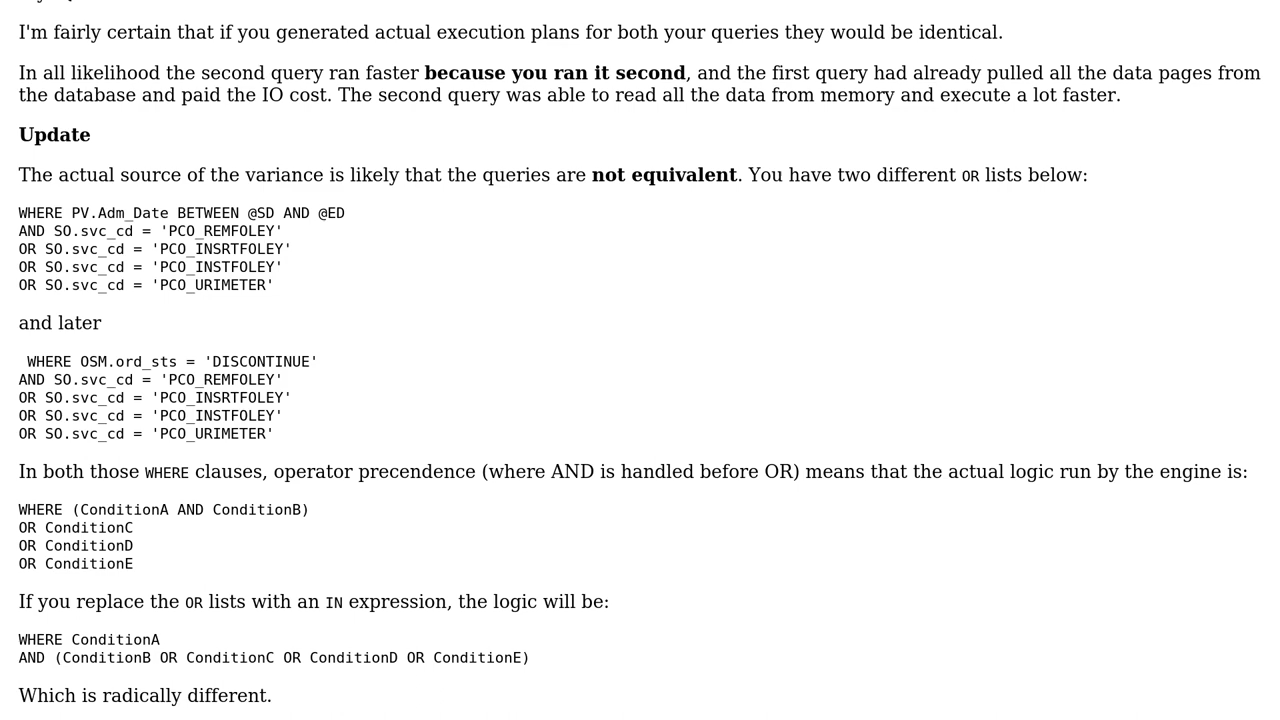 I'm fairly certain that if you generated actual execution plans for both your queries they would be identical.
In all likelihood the second query ran faster because you ran it second, and the first query had already pulled all the data pages from
the database and paid the IO cost. The second query was able to read all the data from memory and execute a lot faster.
Update
The actual source of the variance is likely that the queries are not equivalent. You have two different OR lists below:
WHERE PV.Adm_Date BETWEEN @SD AND @ED
AND SO.svc_cd = 'PCO_REMFOLEY'
OR SO.svc_cd = 'PCO_INSRTFOLEY'
OR SO.svc_cd = 'PCO_INSTFOLEY'
OR SO.svc_cd = 'PCO_URIMETER'
and later
WHERE OSM.ord_sts = 'DISCONTINUE'
AND SO.svc_cd = 'PCO_REMFOLEY'
OR SO.svc_cd = 'PCO_INSRTFOLEY'
OR SO.svc_cd = 'PCO_INSTFOLEY'
OR SO.svc_cd = 'PCO_URIMETER'
In both those WHERE clauses, operator precendence (where AND is handled before OR) means that the actual logic run by the engine is:
WHERE (ConditionA AND ConditionB)
OR ConditionC
OR ConditionD
OR ConditionE
If you replace the OR lists with an IN expression, the logic will be:
WHERE ConditionA
AND (ConditionB OR ConditionC OR ConditionD OR ConditionE)
Which is radically different.